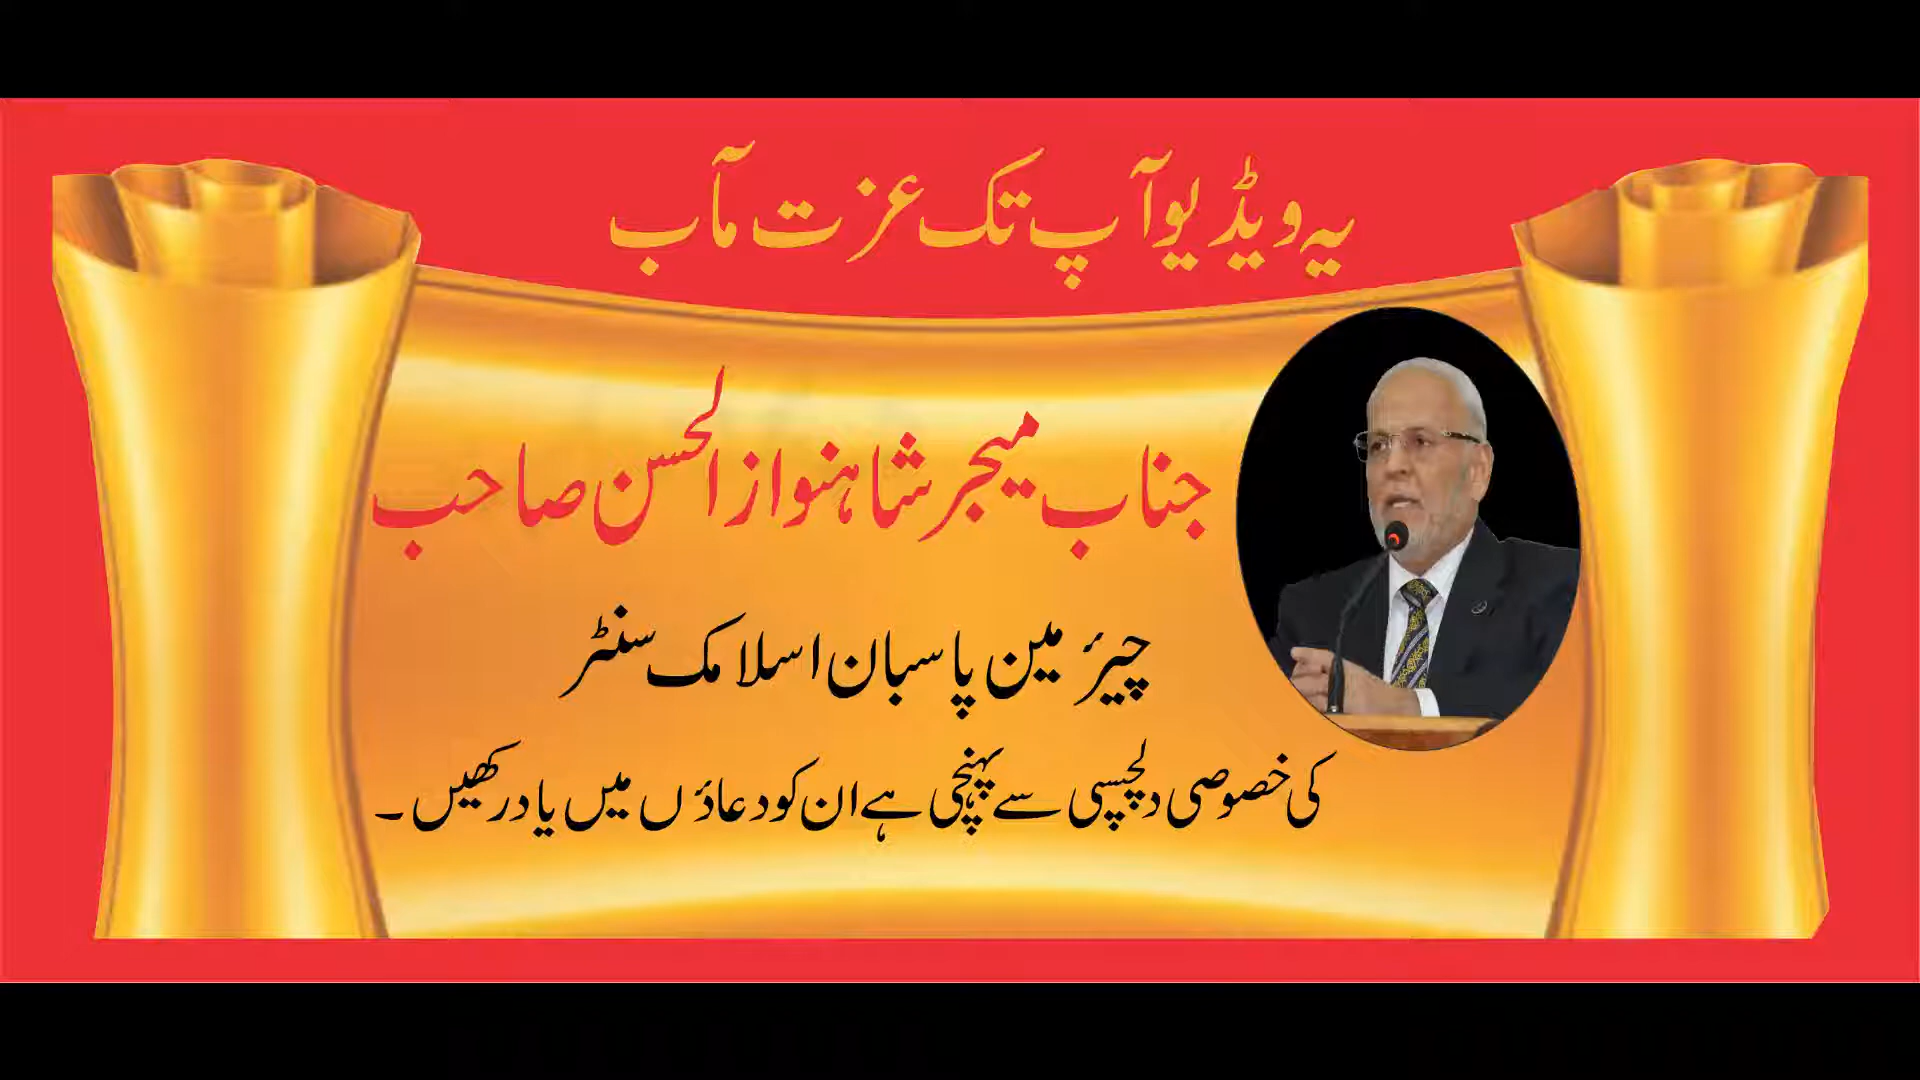 یہ ویڈیو آپ تک عزت مآب
جناب میجر شاہنواز الحسن صاحب
چیئرمین پاسبان اسلامک سنٹر
کی خصوصی دلچسپی سے پہنچی ہے ان کو دعاؤں میں یاد رکھیں۔